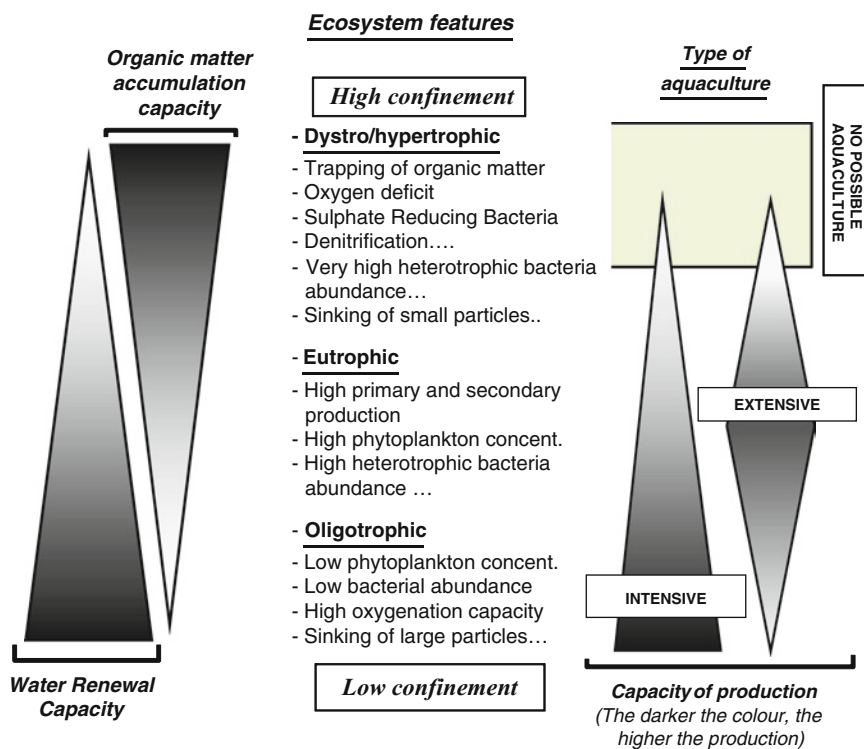 Ecosystem features
Organic matter
accumulation
capacity
Type of
aquaculture
High confinement
NO POSSIBLE
AQUACULTURE
- Dystro/hypertrophic
- Trapping of organic matter
- Oxygen deficit
- Sulphate Reducing Bacteria
- Denitrification....
- Very high heterotrophic bacteria
abundance...
- Sinking of small particles..
- Eutrophic
- High primary and secondary
production
- High phytoplankton concent.
- High heterotrophic bacteria
abundance ...
EXTENSIVE
- Oligotrophic
- Low phytoplankton concent.
- Low bacterial abundance
- High oxygenation capacity
- Sinking of large particles...
INTENSIVE
Water Renewal
Capacity
Low confinement
Capacity of production
(The darker the colour, the
higher the production)